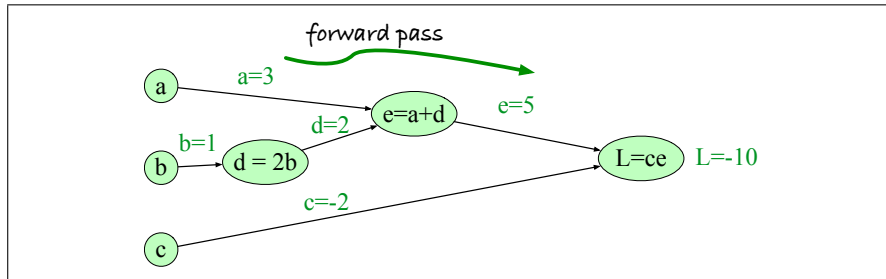 forward pass
a
a=3
e=a+d
e=5
b
b=1
d = 2b
d=2
L=ce
L=-10
c=-2
c